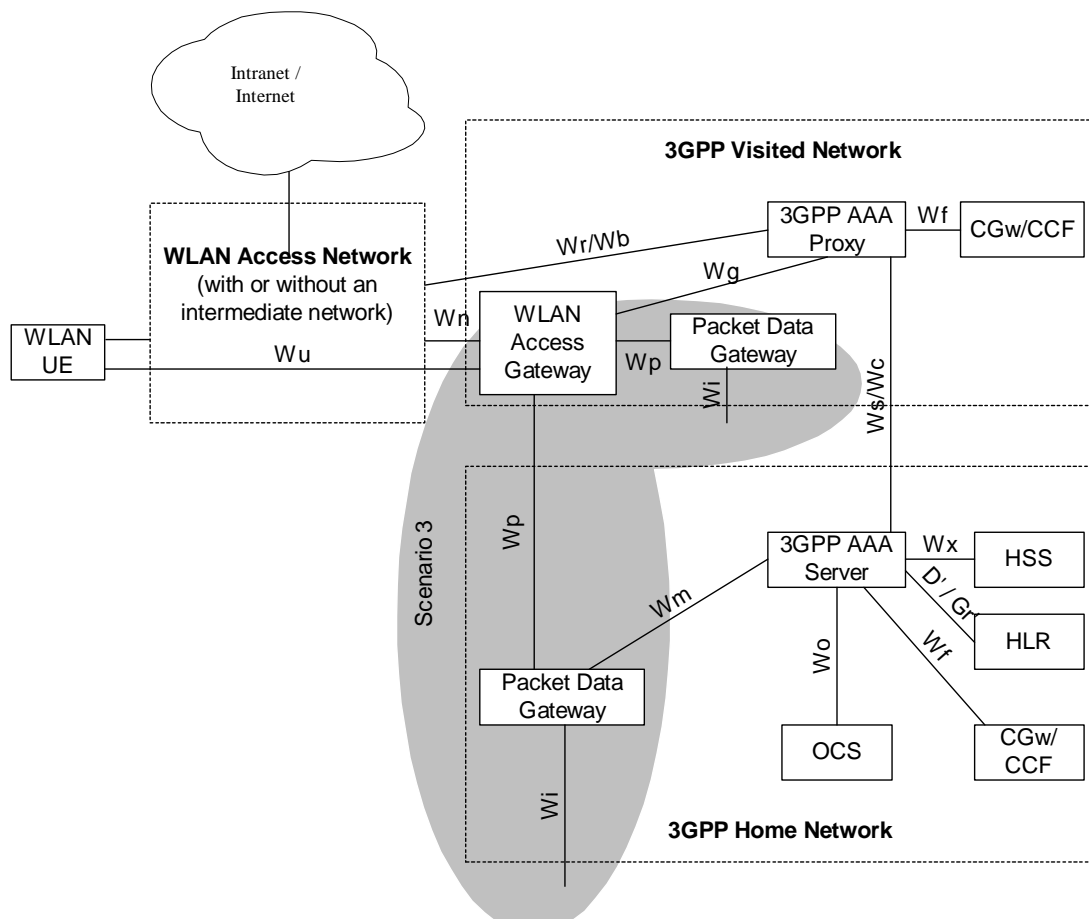 Intranet /
Internet
3GPP Visited Network
3GPP AAA
Proxy
Wf
CGw/CCF
Wr/Wb
WLAN Access Network
(with or without an
intermediate network)
Wg
Wn
WLAN
Access
Gateway
Packet Data
Gateway
Wp
WLAN
UE
Wu
Wi
Ws/Wc
Scenario 3
Wp
3GPP AAA
Server
Wx
HSS
D' / Gr'
HLR
Wm
Wo
Wf
Packet Data
Gateway
OCS
CGw/
CCF
Wi
3GPP Home Network